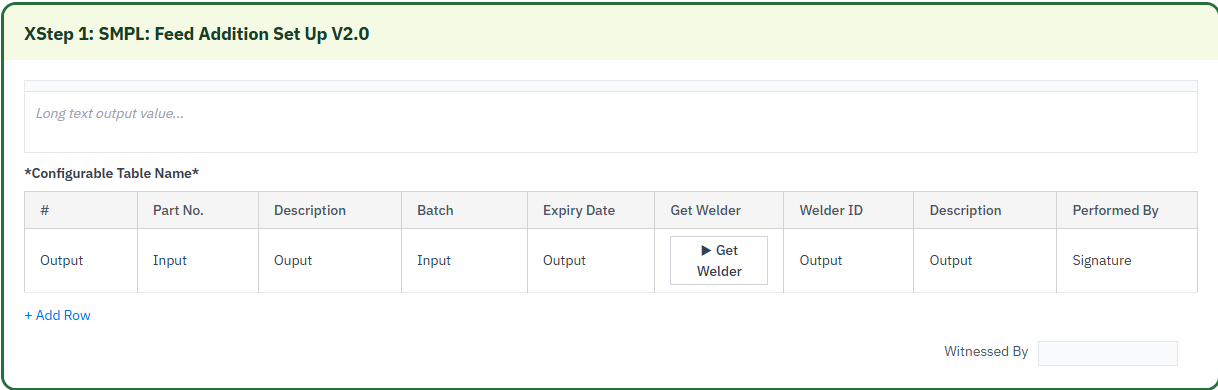 XStep 1: SMPL: Feed Addition Set Up V2.0
Long text output value...
*Configurable Table Name*
# Part No. Description Batch Expiry Date Get Welder Welder ID Description Performed By
Output Input Ouput Input Output ▶ Get Welder Output Output Signature
+ Add Row
Witnessed By